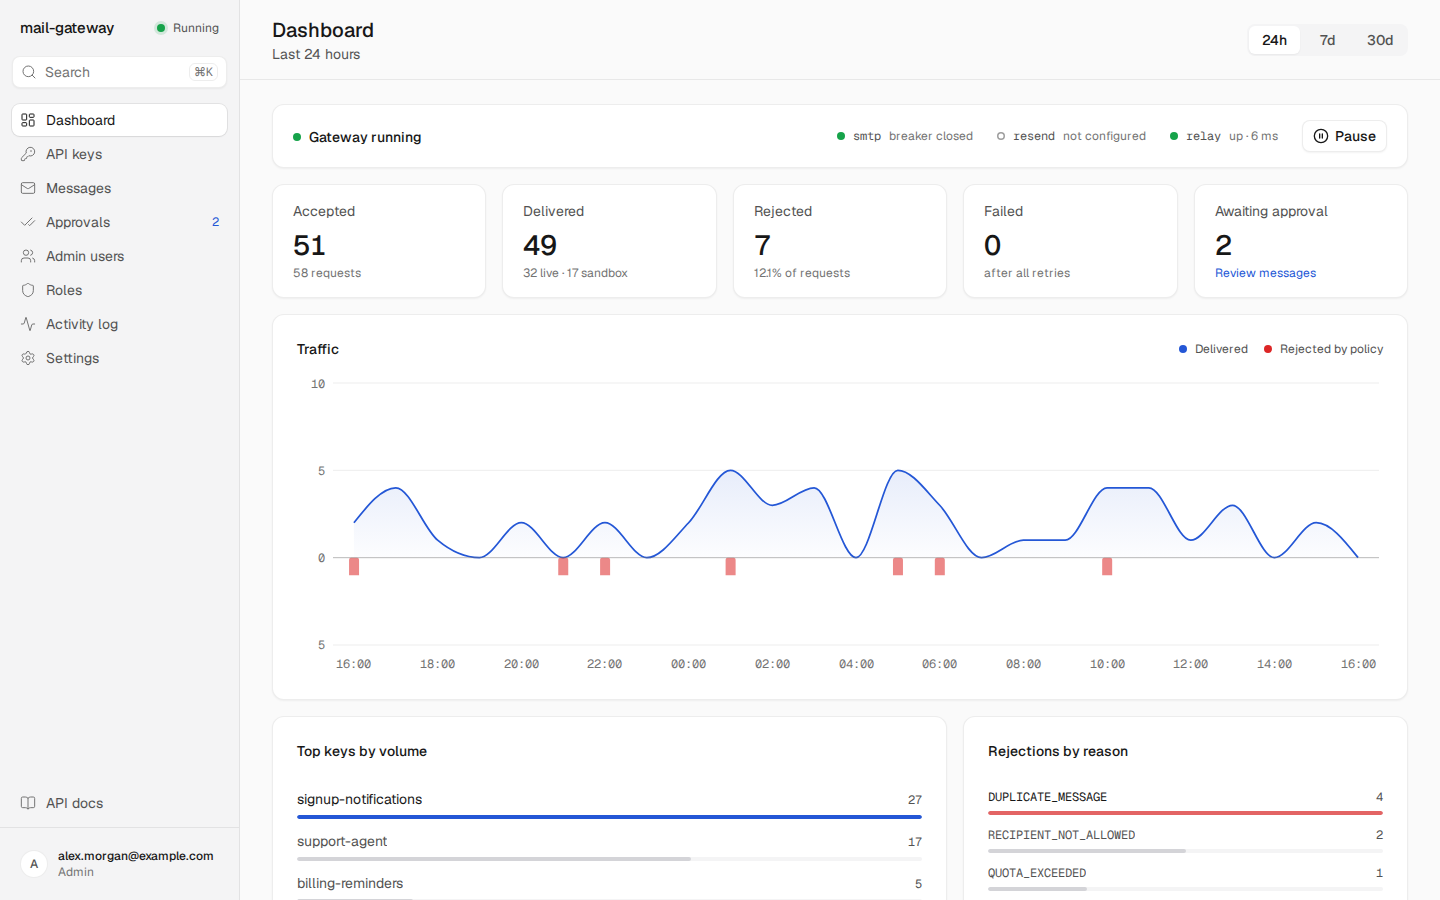 mail-gateway
Running
Search
⌘K
Dashboard
API keys
Messages
Approvals
2
Admin users
Roles
Activity log
Settings
API docs
A
alex.morgan@example.com
Admin
Dashboard
Last 24 hours
24h
7d
30d
Gateway running
smtp breaker closed
resend not configured
relay up · 6 ms
Pause
Accepted
51
58 requests
Delivered
49
32 live · 17 sandbox
Rejected
7
12.1% of requests
Failed
0
after all retries
Awaiting approval
2
Review messages
Traffic
Delivered
Rejected by policy
10
5
0
5
16:00
18:00
20:00
22:00
00:00
02:00
04:00
06:00
08:00
10:00
12:00
14:00
16:00
Top keys by volume
signup-notifications
27
support-agent
17
billing-reminders
5
Rejections by reason
DUPLICATE_MESSAGE
4
RECIPIENT_NOT_ALLOWED
2
QUOTA_EXCEEDED
1